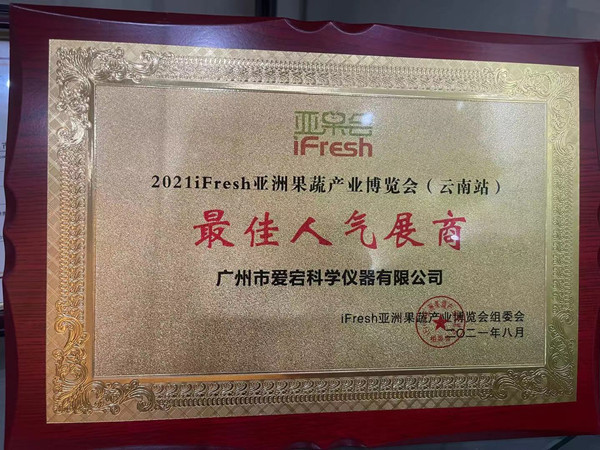 亚果会
iFresh
2021iFresh亚洲果蔬产业博览会（云南站）
最佳人气展商
广州市爱宕科学仪器有限公司
iFresh亚洲果蔬产业博览会组委会
二〇二一年八月